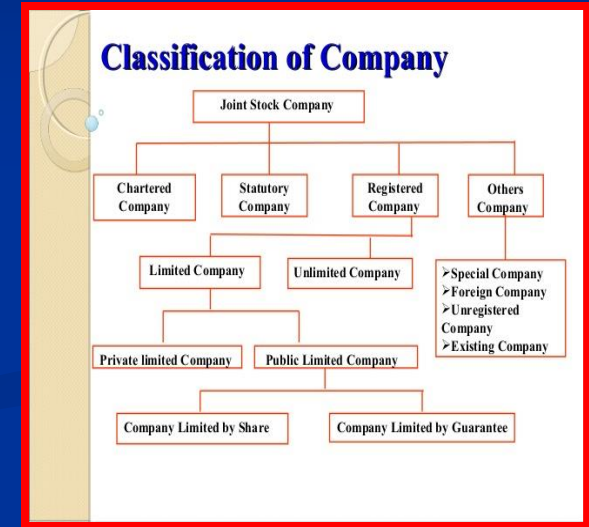 Classification of Company
Joint Stock Company
Chartered
Company
Statutory
Company
Registered
Company
Others
Company
Limited Company
Unlimited Company
➢Special Company
➢Foreign Company
➢Unregistered
Company
➢Existing Company
Private limited Company
Public Limited Company
Company Limited by Share
Company Limited by Guarantee